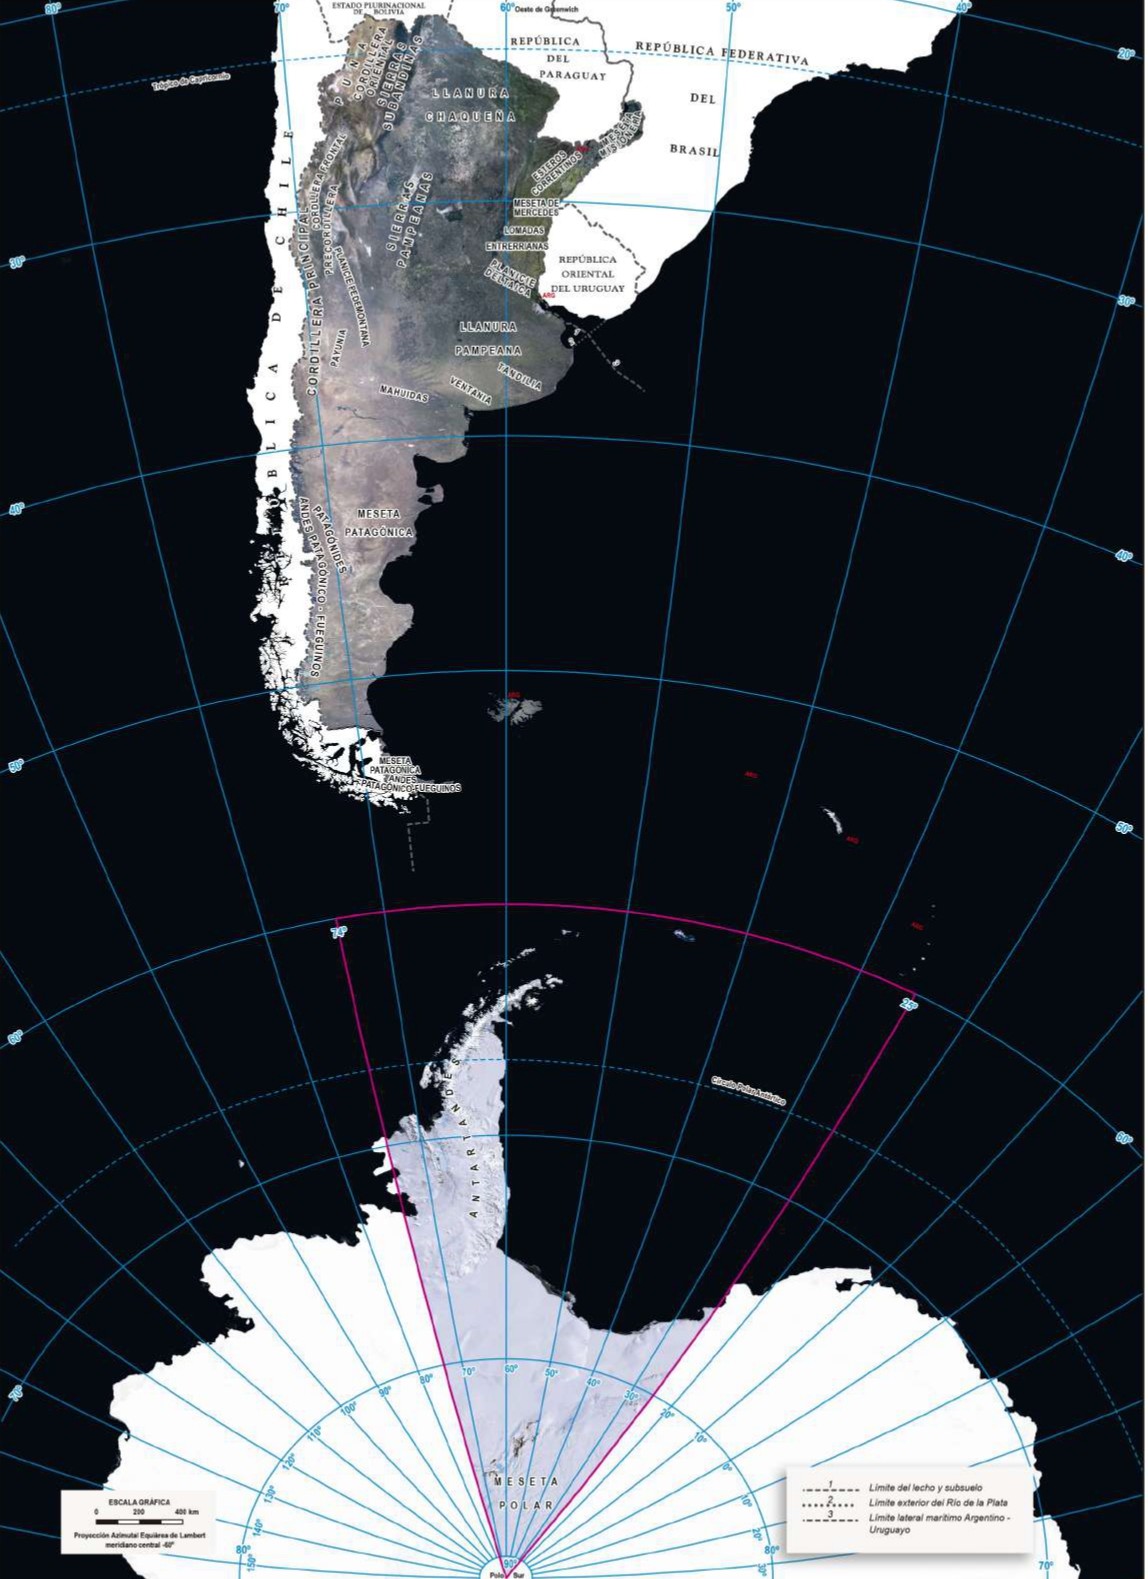 80°
70°
ESTADO PLURINACIONAL
DE BOLIVIA
60°
Oeste de Greenwich
50°
40°
20°
Trópico de Capricornio
REPÚBLICA
DEL
PARAGUAY
REPÚBLICA FEDERATIVA
DEL
BRASIL
PUNA
CORDILLERA
ORIENTAL
SIERRAS
SUBANDINAS
LLANURA
CHAQUEÑA
MESETA
MISIONERA
ARG
ESTEROS
CORRENTINOS
MESETA DE
MERCEDES
LOMADAS
ENTRERRIANAS
PLANICIE
DELTAICA
REPÚBLICA
ORIENTAL
DEL URUGUAY
ARG
CORDILLERA FRONTAL
PRECORDILLERA
CORDILLERA PRINCIPAL
SIERRAS
PAMPEANAS
PLANICIE PEDEMONTANA
PAYUNIA
30°
30°
LLANURA
PAMPEANA
TANDILIA
VENTANIA
MAHUIDAS
REPÚBLICA DE CHILE
40°
40°
MESETA
PATAGÓNICA
PATAGÓNIDES
ANDES PATAGÓNICO - FUEGUINOS
ARG
50°
50°
MESETA
PATAGÓNICA
ANDES
PATAGÓNICO-FUEGUINOS
ARG
ARG
ARG
74°
25°
60°
60°
Círculo Polar Antártico
ANTARTANDES
70°
80°
90°
100°
110°
120°
130°
140°
150°
80°
70°
60°
50°
40°
30°
20°
10°
0°
10°
20°
30°
70°
MESETA
POLAR
90°
Polo Sur
ESCALA GRÁFICA
0 200 400 km
Proyección Azimutal Equiárea de Lambert
meridiano central -60°
1 Límite del lecho y subsuelo
2 Límite exterior del Río de la Plata
3 Límite lateral marítimo Argentino -
Uruguayo